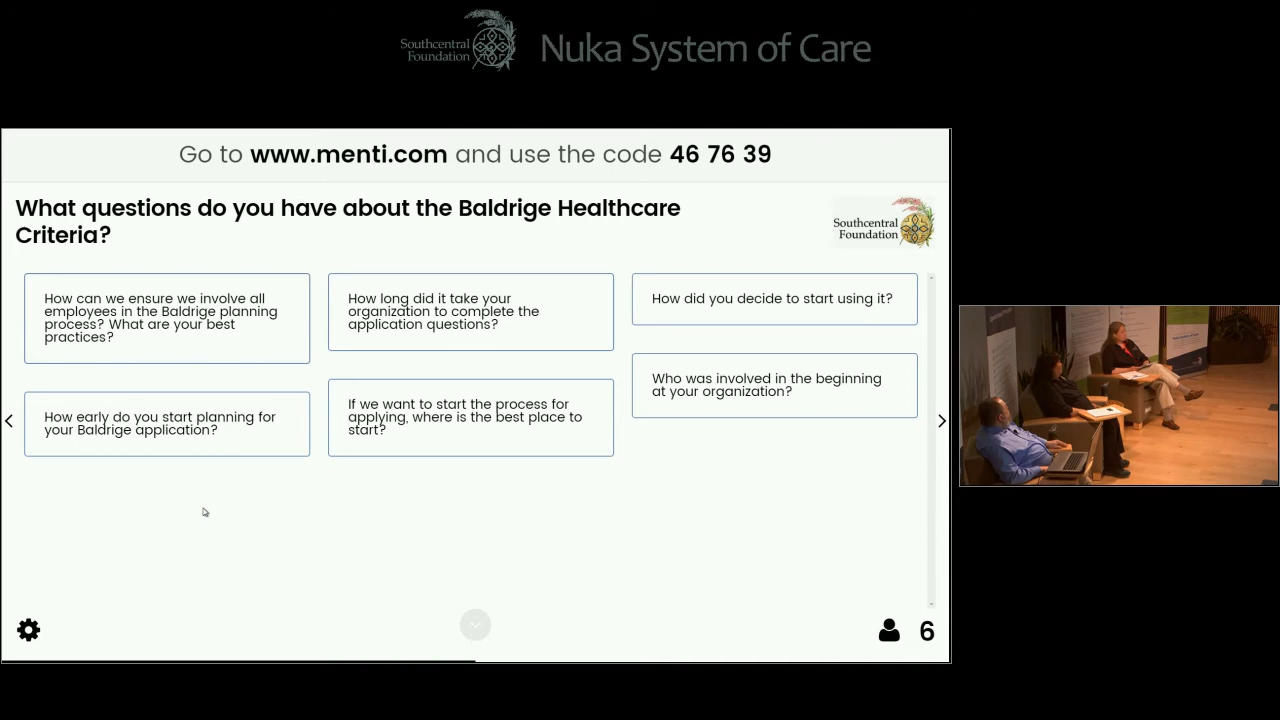 Southcentral
Foundation
Nuka System of Care
Go to www.menti.com and use the code 46 76 39
What questions do you have about the Baldrige Healthcare
Criteria?
Southcentral
Foundation
How can we ensure we involve all
employees in the Baldrige planning
process? What are your best
practices?
How long did it take your
organization to complete the
application questions?
How did you decide to start using it?
Who was involved in the beginning
at your organization?
How early do you start planning for
your Baldrige application?
If we want to start the process for
applying, where is the best place to
start?
6